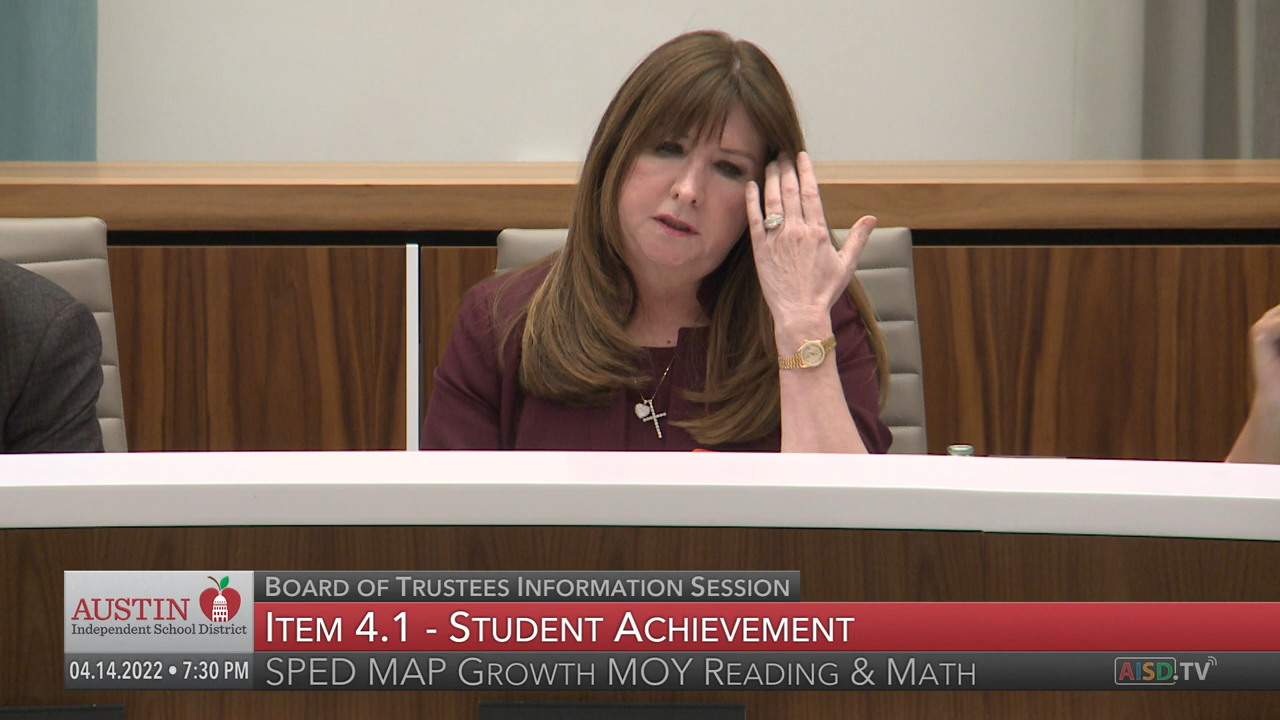 BOARD OF TRUSTEES INFORMATION SESSION
AUSTIN
Independent School District
ITEM 4.1 - STUDENT ACHIEVEMENT
04.14.2022 • 7:30 PM
SPED MAP GROWTH MOY READING & MATH
AISD.TV